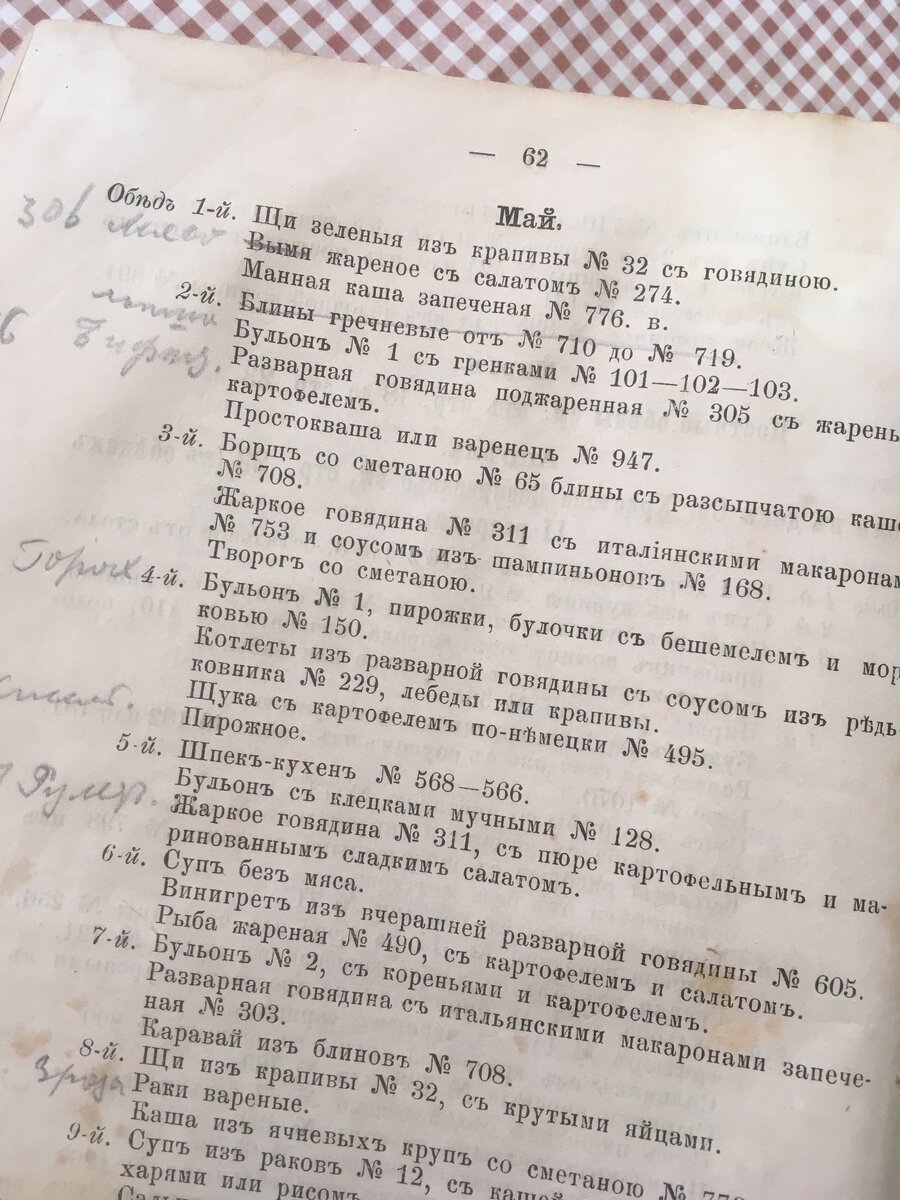 — 62 —
Май.
Обѣдъ 1-й. Щи зеленыя изъ крапивы № 32 съ говядиною.
Вымя жареное съ салатомъ № 274.
Манная каша запеченая № 776. в.
2-й. Блины гречневые отъ № 710 до № 719.
Бульонъ № 1 съ гренками № 101—102—103.
Разварная говядина поджаренная № 305 съ жарены
картофелемъ.
Простокваша или варенецъ № 947.
3-й. Борщъ со сметаною № 65 блины съ разсыпчатою каше
№ 708.
Жаркое говядина № 311 съ италіянскими макаронам
№ 753 и соусомъ изъ шампиньоновъ № 168.
Творогъ со сметаною.
Горох
4-й. Бульонъ № 1, пирожки, булочки съ бешемелемъ и мор
ковью № 150.
Котлеты изъ разварной говядины съ соусомъ изъ рѣдь-
ковника № 229, лебеды или крапивы.
Щука съ картофелемъ по-нѣмецки № 495.
Пирожное.
5-й. Шпекъ-кухенъ № 568—566.
Бульонъ съ клецками мучными № 128.
Жаркое говядина № 311, съ пюре картофельнымъ и ма-
ринованнымъ сладкимъ салатомъ.
6-й. Супъ безъ мяса.
Винигретъ изъ вчерашней разварной говядины № 605.
Рыба жареная № 490, съ картофелемъ и салатомъ.
7-й. Бульонъ № 2, съ кореньями и картофелемъ.
Разварная говядина съ итальянскими макаронами запече-
ная № 303.
Каравай изъ блиновъ № 708.
8-й. Щи изъ крапивы № 32, съ крутыми яйцами.
Раки вареные.
Каша изъ ячневыхъ крупъ со сметаною №
9-й. Супъ изъ раковъ № 12, съ кашей
харями или рисомъ